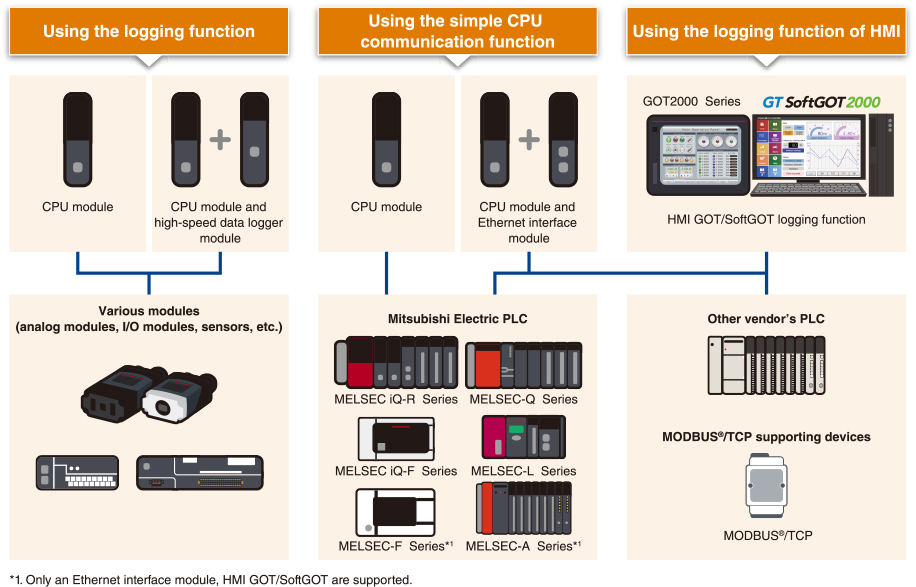 Using the logging function
Using the simple CPU
communication function
Using the logging function of HMI
CPU module
CPU module and
high-speed data logger
module
CPU module
CPU module and
Ethernet interface
module
GOT2000 Series
GT SoftGOT2000
HMI GOT/SoftGOT logging function
Various modules
(analog modules, I/O modules, sensors, etc.)
Mitsubishi Electric PLC
MELSEC iQ-R Series
MELSEC-Q Series
MELSEC iQ-F Series
MELSEC-L Series
MELSEC-F Series*1
MELSEC-A Series*1
Other vendor's PLC
MODBUS®/TCP supporting devices
MODBUS®/TCP
*1. Only an Ethernet interface module, HMI GOT/SoftGOT are supported.